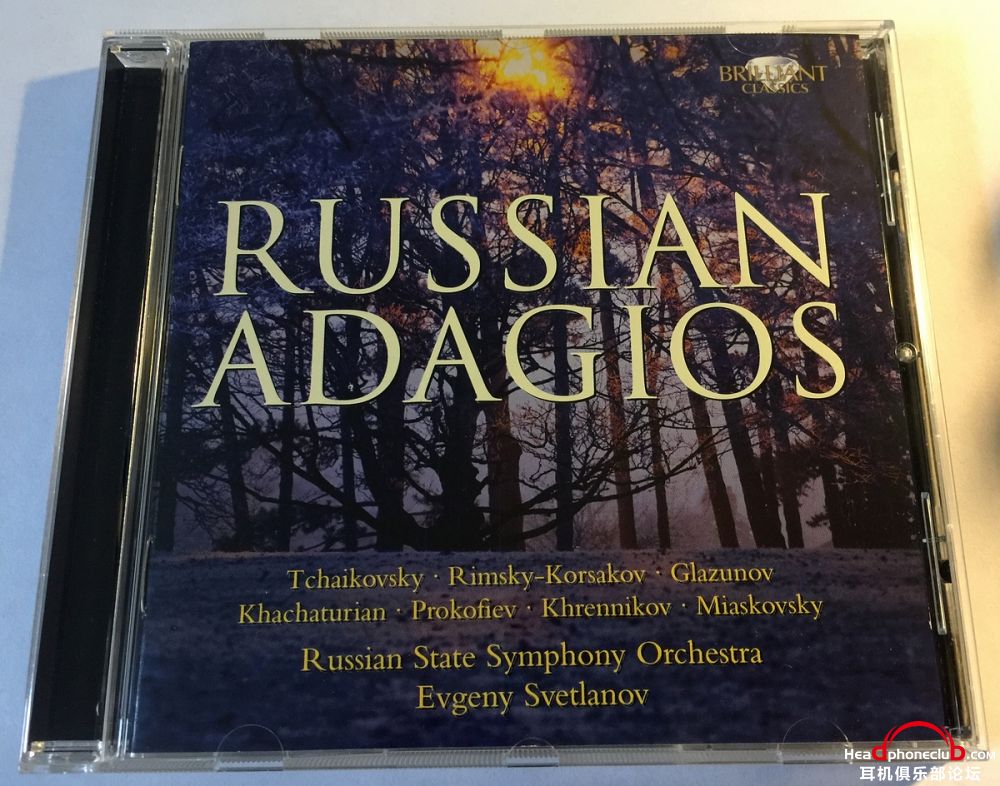 BRILLIANT
CLASSICS
RUSSIAN
ADAGIOS
Tchaikovsky · Rimsky-Korsakov · Glazunov
Khachaturian · Prokofiev · Khrennikov · Miaskovsky
Russian State Symphony Orchestra
Evgeny Svetlanov
Headphoneclub.COM
耳机俱乐部论坛